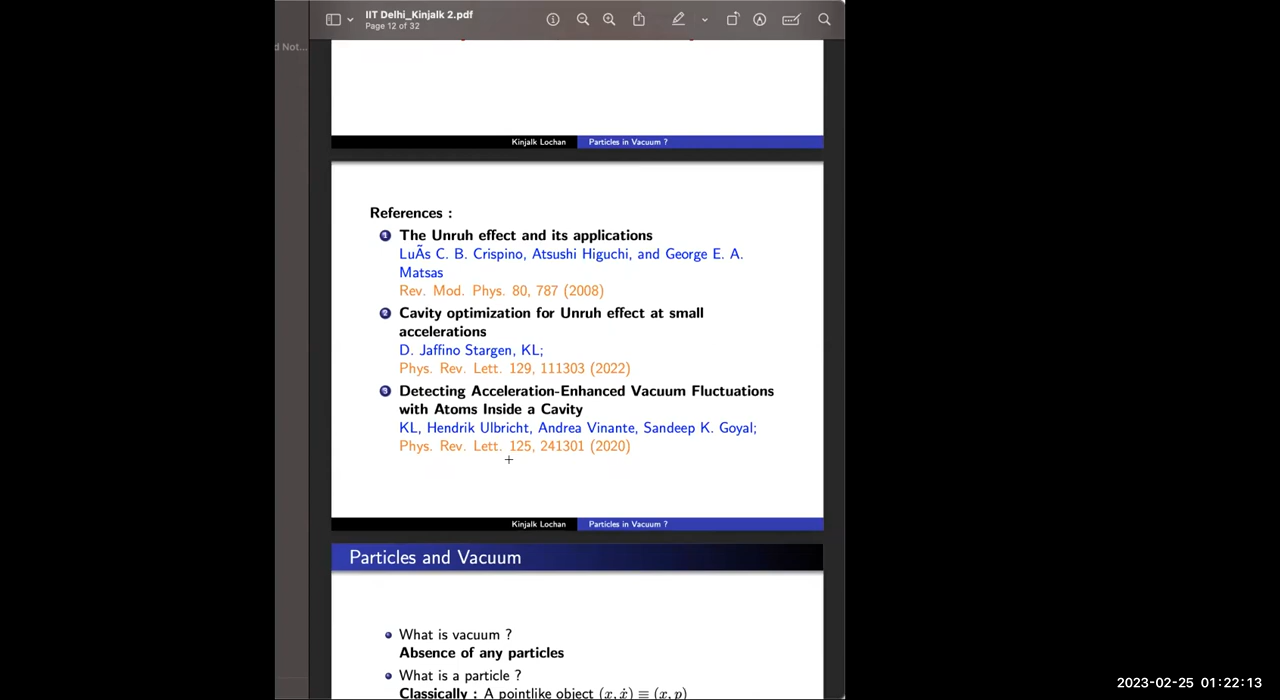 IIT Delhi_Kinjalk 2.pdf
Page 12 of 32
d Not...
Kinjalk Lochan Particles in Vacuum ?
References :
1 The Unruh effect and its applications
LuÃs C. B. Crispino, Atsushi Higuchi, and George E. A.
Matsas
Rev. Mod. Phys. 80, 787 (2008)
2 Cavity optimization for Unruh effect at small
accelerations
D. Jaffino Stargen, KL;
Phys. Rev. Lett. 129, 111303 (2022)
3 Detecting Acceleration-Enhanced Vacuum Fluctuations
with Atoms Inside a Cavity
KL, Hendrik Ulbricht, Andrea Vinante, Sandeep K. Goyal;
Phys. Rev. Lett. 125, 241301 (2020)
Kinjalk Lochan Particles in Vacuum ?
Particles and Vacuum
What is vacuum ?
Absence of any particles
What is a particle ?
Classically : A pointlike object (x, ẋ) ≡ (x, p)
2023-02-25 01:22:13